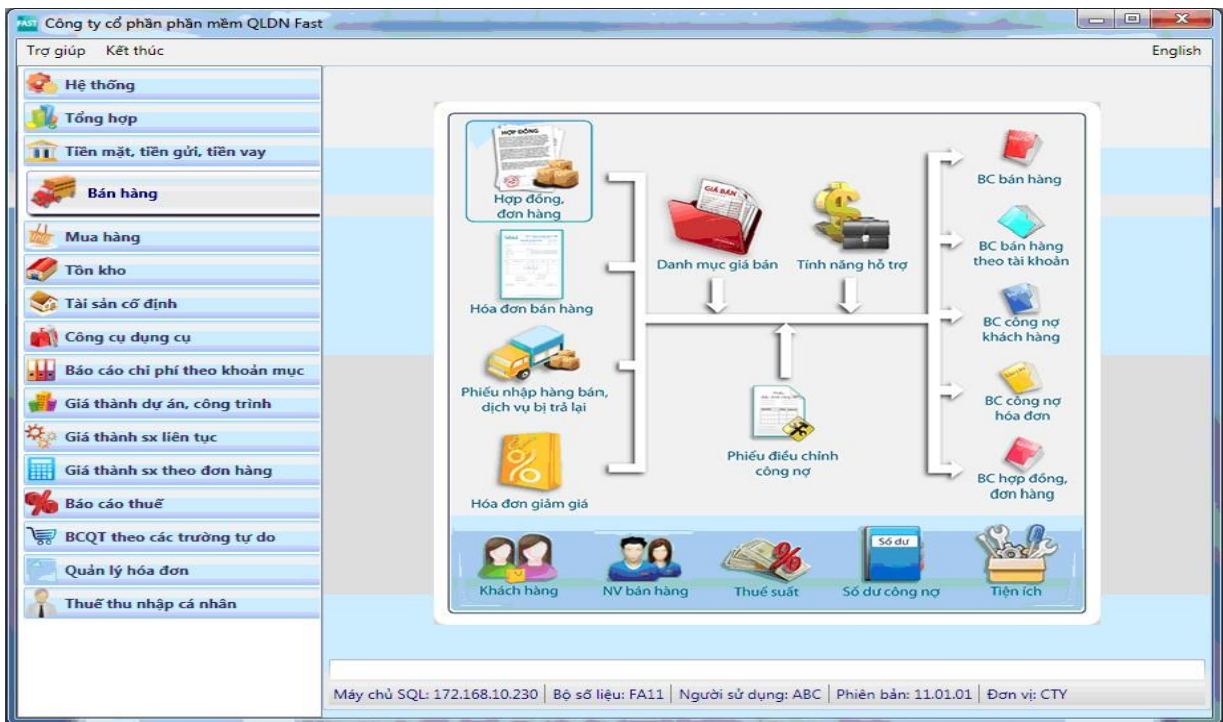 FAST Công ty cổ phần phần mềm QLDN Fast
Trợ giúp Kết thúc English
Hệ thống
Tổng hợp
Tiền mặt, tiền gửi, tiền vay
Bán hàng
Mua hàng
Tồn kho
Tài sản cố định
Công cụ dụng cụ
Báo cáo chi phí theo khoản mục
Giá thành dự án, công trình
Giá thành sx liên tục
Giá thành sx theo đơn hàng
Báo cáo thuế
BCQT theo các trường tự do
Quản lý hóa đơn
Thuế thu nhập cá nhân
HỢP ĐỒNG
Hợp đồng,
đơn hàng
Hóa đơn bán hàng
Phiếu nhập hàng bán,
dịch vụ bị trả lại
Hóa đơn giảm giá
GIÁ BÁN
Danh mục giá bán
Tính năng hỗ trợ
Phiếu điều chỉnh
công nợ
BC bán hàng
BC bán hàng
theo tài khoản
BC công nợ
khách hàng
BC công nợ
hóa đơn
BC hợp đồng,
đơn hàng
Khách hàng
NV bán hàng
Thuế suất
Số dư
Số dư công nợ
Tiện ích
Máy chủ SQL: 172.168.10.230 Bộ số liệu: FA11 Người sử dụng: ABC Phiên bản: 11.01.01 Đơn vị: CTY